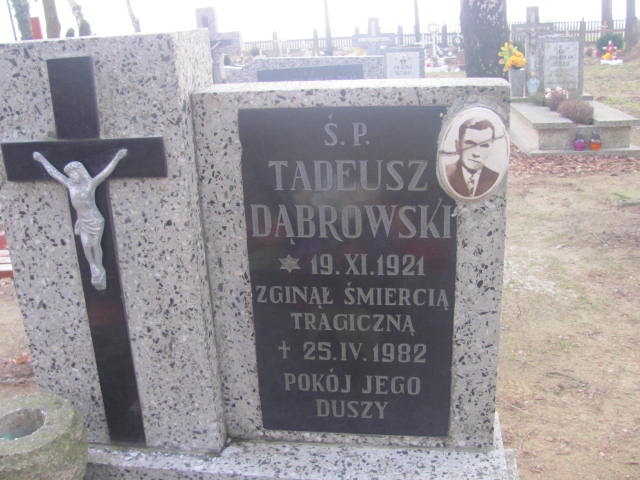 Ś.P.
TADEUSZ
DĄBROWSKI
19.XI.1921
ZGINĄŁ ŚMIERCIĄ
TRAGICZNĄ
25.IV.1982
POKÓJ JEGO
DUSZY